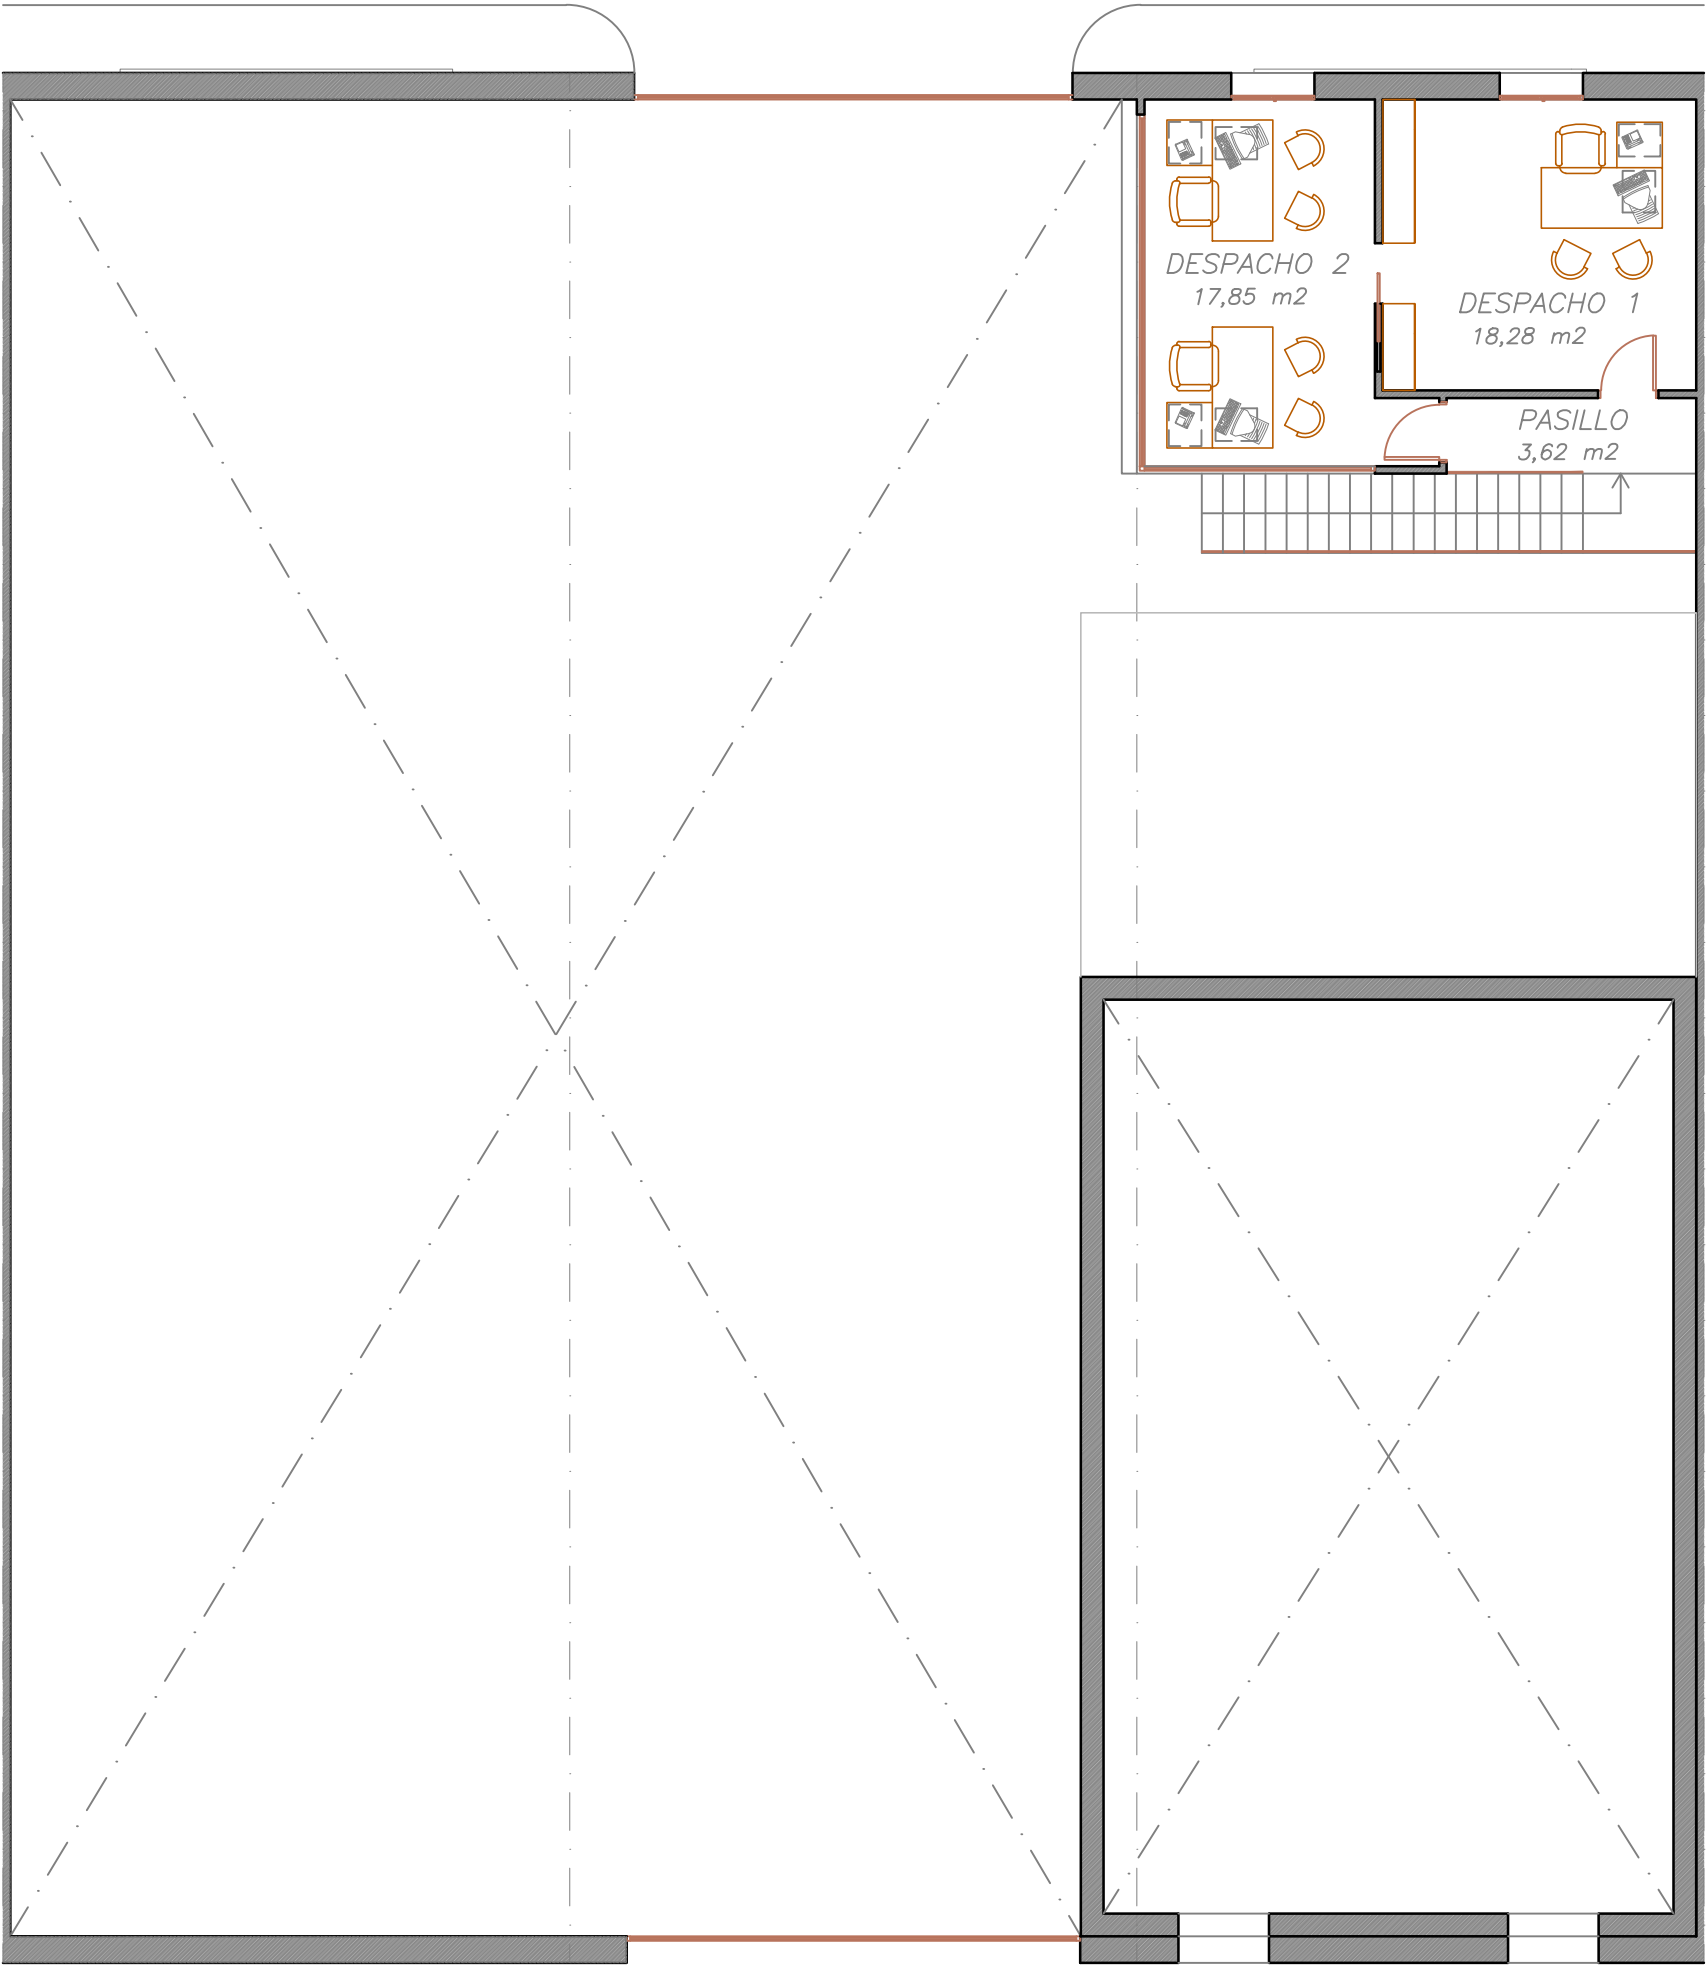 DESPACHO 2
17,85 m2
DESPACHO 1
18,28 m2
PASILLO
3,62 m2